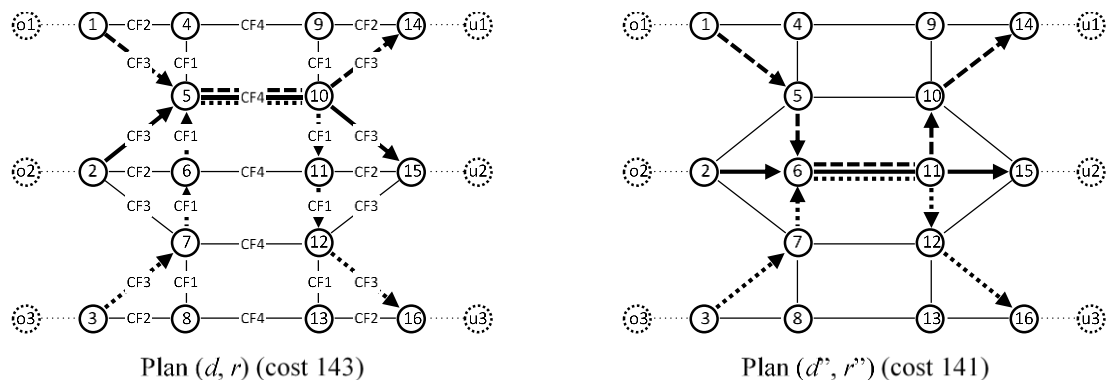 o1 1 CF2 4 CF4 9 CF2 14 u1 o1 1 4 9 14 u1
CF3 CF1 CF1 CF3
5 CF4 10 5 10
CF3 CF1 CF1 CF3
o2 2 CF2 6 CF4 11 CF2 15 u2 o2 2 6 11 15 u2
CF3 CF1 CF1 CF3
7 CF4 12 7 12
CF3 CF1 CF1 CF3
o3 3 CF2 8 CF4 13 CF2 16 u3 o3 3 8 13 16 u3
Plan (d, r) (cost 143) Plan (d”, r”) (cost 141)